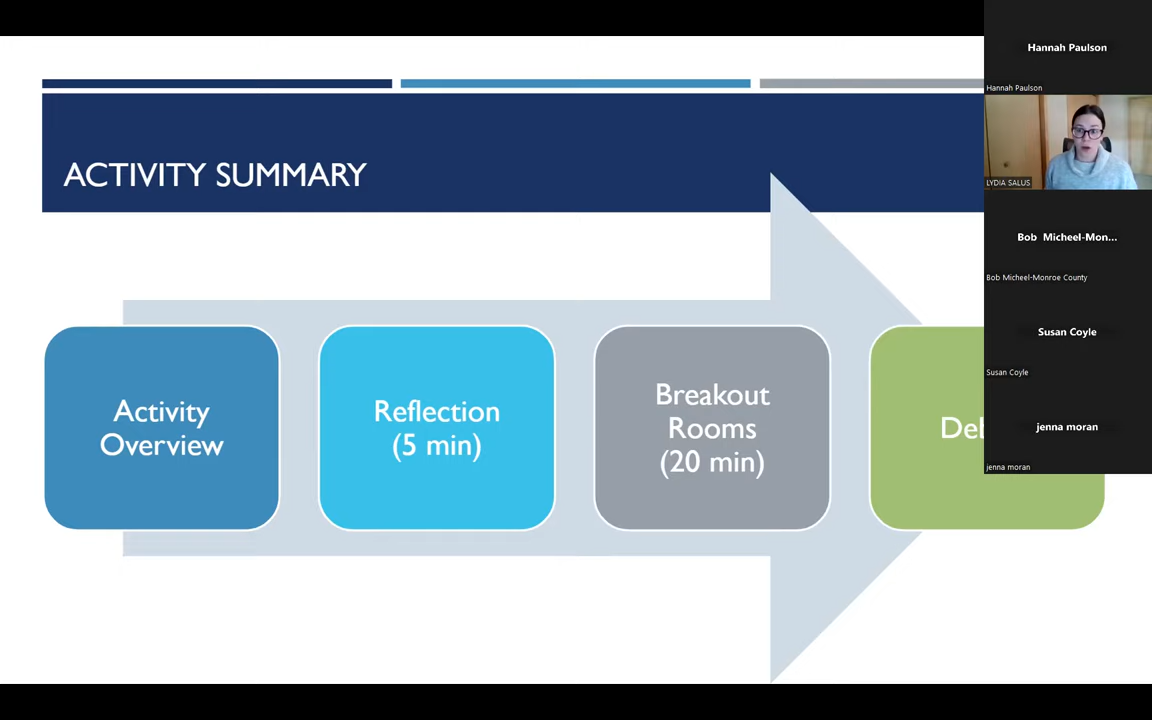 ACTIVITY SUMMARY
Activity
Overview
Reflection
(5 min)
Breakout
Rooms
(20 min)
Hannah Paulson
Hannah Paulson
LYDIA SALUS
Bob Micheel-Mon...
Bob Micheel-Monroe County
Susan Coyle
Susan Coyle
jenna moran
jenna moran